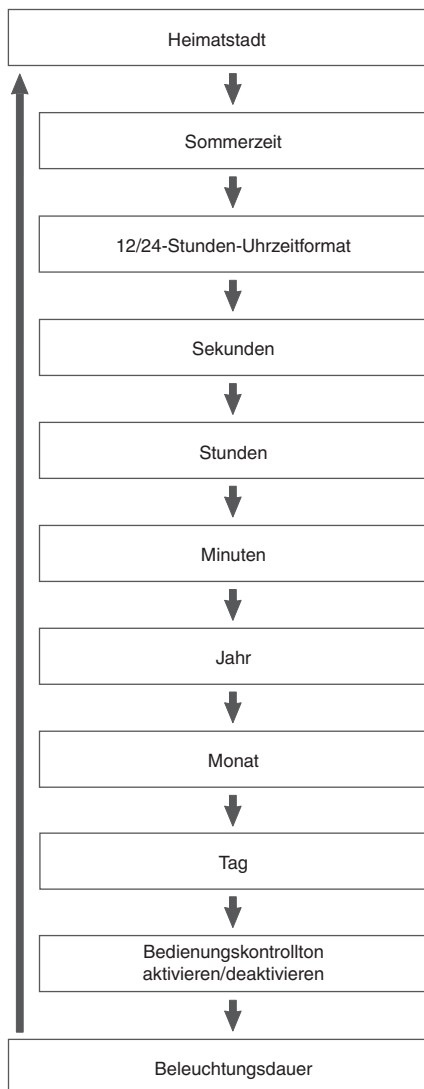 Heimatstadt
Sommerzeit
12/24-Stunden-Uhrzeitformat
Sekunden
Stunden
Minuten
Jahr
Monat
Tag
Bedienungskontrollton
aktivieren/deaktivieren
Beleuchtungsdauer